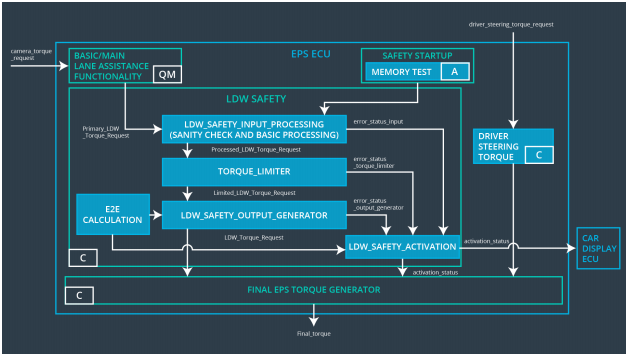 driver_steering_torque_request
camera_torque
_request
EPS ECU
BASIC/MAIN
LANE ASSISTANCE
FUNCTIONALITY
QM
SAFETY STARTUP
MEMORY TEST
A
LDW SAFETY
Primary_LDW
_Torque_Request
LDW_SAFETY_INPUT_PROCESSING
(SANITY CHECK AND BASIC PROCESSING)
error_status_input
DRIVER
STEERING
TORQUE
C
Processed_LDW_Torque_Request
TORQUE_LIMITER
error_status
_torque_limiter
Limited_LDW_Torque_Request
E2E
CALCULATION
LDW_SAFETY_OUTPUT_GENERATOR
error_status
_output_generator
LDW_Torque_Request
LDW_SAFETY_ACTIVATION
activation_status
CAR
DISPLAY
ECU
C
activation_status
C
FINAL EPS TORQUE GENERATOR
Final_torque